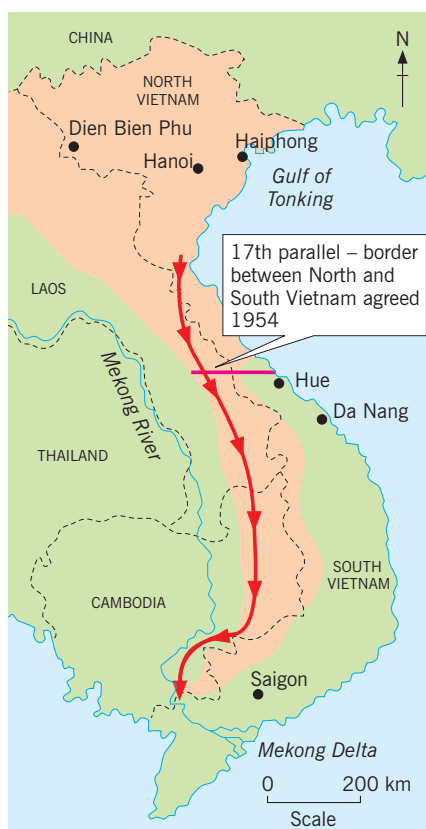 CHINA
N
NORTH
VIETNAM
Dien Bien Phu
Haiphong
Hanoi
Gulf of
Tonking
17th parallel – border
between North and
South Vietnam agreed
1954
LAOS
Mekong River
Hue
Da Nang
THAILAND
SOUTH
VIETNAM
CAMBODIA
Saigon
Mekong Delta
0 200 km
Scale